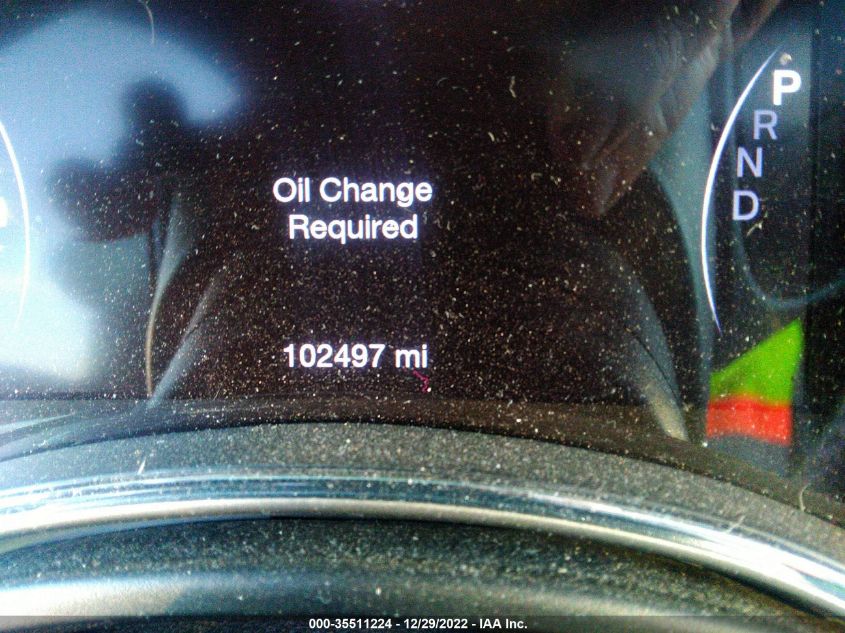 P
R
N
D
Oil Change
Required
102497 mi
000-35511224 - 12/29/2022 - IAA Inc.